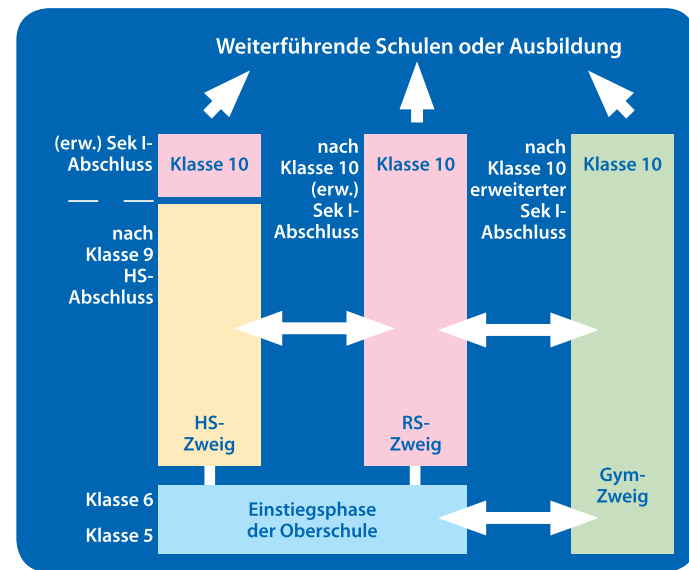 Weiterführende Schulen oder Ausbildung
(erw.) Sek I-
Abschluss
Klasse 10
nach
Klasse 10
(erw.)
Sek I-
Abschluss
Klasse 10
nach
Klasse 10
erweiterter
Sek I-
Abschluss
Klasse 10
nach
Klasse 9
HS-
Abschluss
HS-
Zweig
RS-
Zweig
Gym-
Zweig
Klasse 6
Klasse 5
Einstiegsphase
der Oberschule